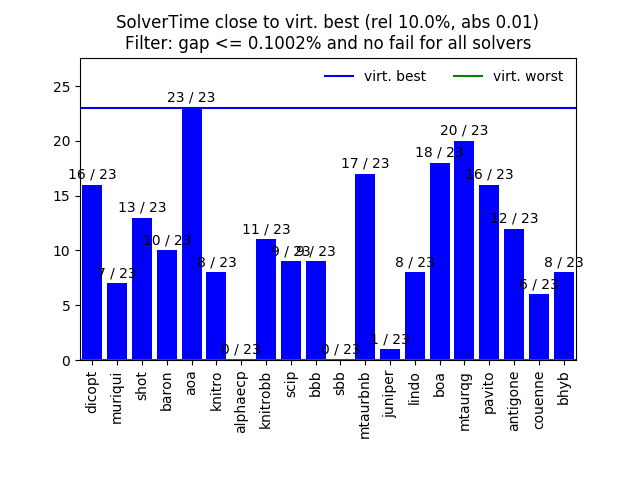 SolverTime close to virt. best (rel 10.0%, abs 0.01)
Filter: gap <= 0.1002% and no fail for all solvers
virt. best
virt. worst
25
20
15
10
5
0
16 / 23
7 / 23
13 / 23
10 / 23
23 / 23
8 / 23
0 / 23
11 / 23
9 / 23
9 / 23
0 / 23
17 / 23
1 / 23
8 / 23
18 / 23
20 / 23
16 / 23
12 / 23
6 / 23
8 / 23
dicopt
muriqui
shot
baron
aoa
knitro
alphaecp
knitrobb
scip
bbb
sbb
mtaurbnb
juniper
lindo
boa
mtaurqg
pavito
antigone
couenne
bhyb